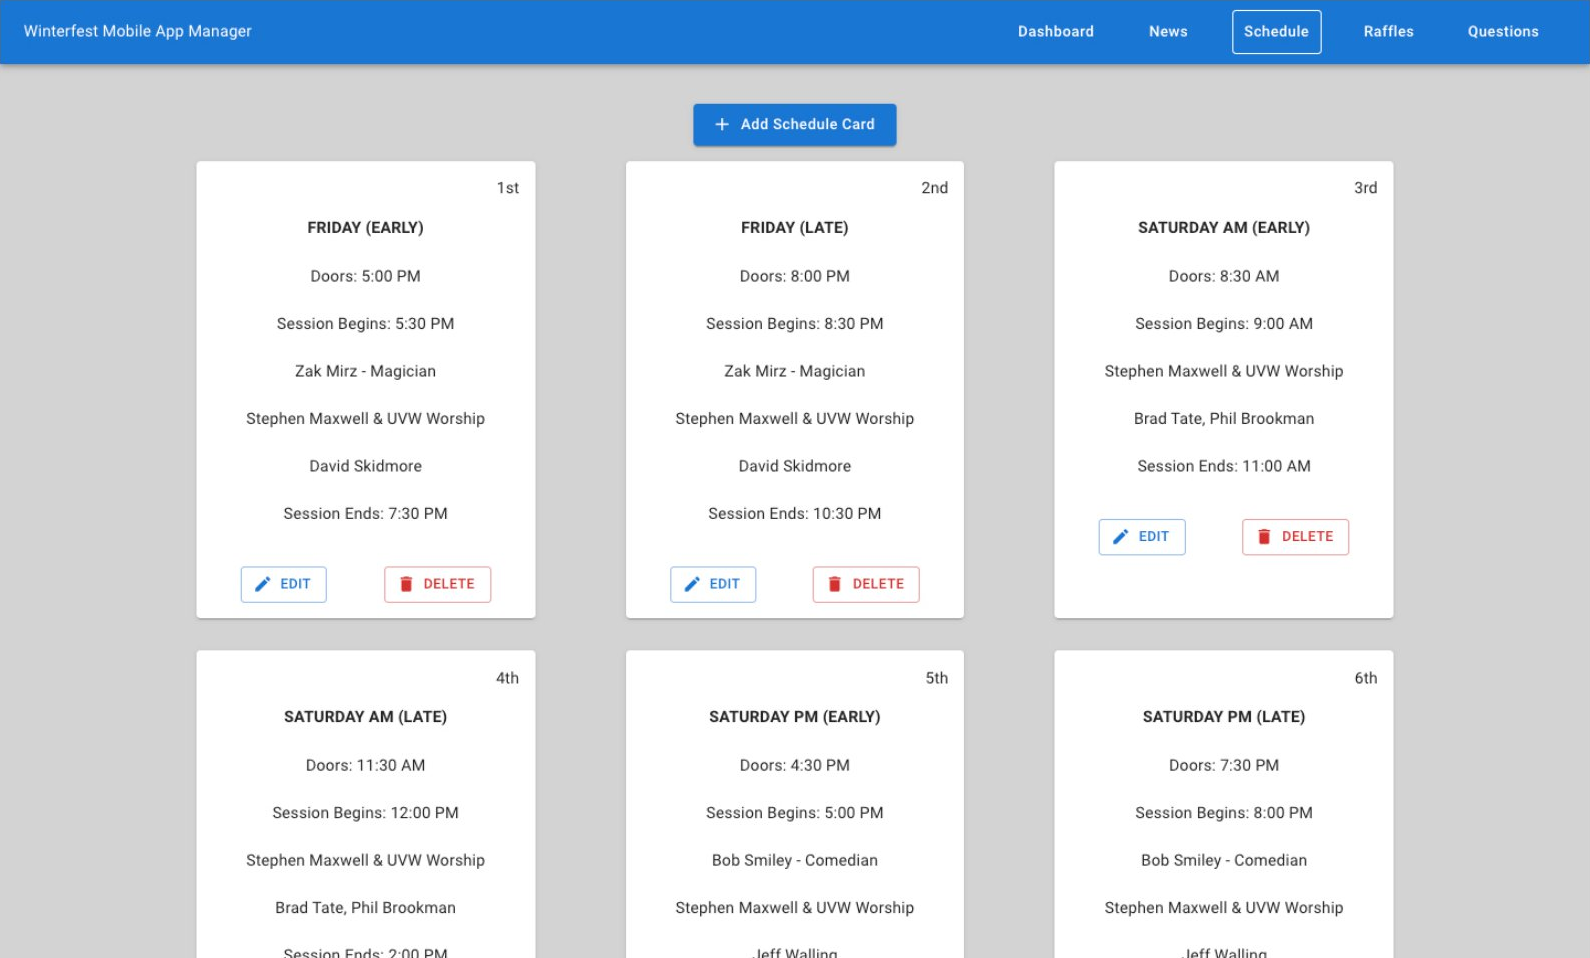 Winterfest Mobile App Manager
Dashboard
News
Schedule
Raffles
Questions
Add Schedule Card
1st
FRIDAY (EARLY)
Doors: 5:00 PM
Session Begins: 5:30 PM
Zak Mirz - Magician
Stephen Maxwell & UVW Worship
David Skidmore
Session Ends: 7:30 PM
EDIT
DELETE
2nd
FRIDAY (LATE)
Doors: 8:00 PM
Session Begins: 8:30 PM
Zak Mirz - Magician
Stephen Maxwell & UVW Worship
David Skidmore
Session Ends: 10:30 PM
EDIT
DELETE
3rd
SATURDAY AM (EARLY)
Doors: 8:30 AM
Session Begins: 9:00 AM
Stephen Maxwell & UVW Worship
Brad Tate, Phil Brookman
Session Ends: 11:00 AM
EDIT
DELETE
4th
SATURDAY AM (LATE)
Doors: 11:30 AM
Session Begins: 12:00 PM
Stephen Maxwell & UVW Worship
Brad Tate, Phil Brookman
Session Ends: 2:00 PM
5th
SATURDAY PM (EARLY)
Doors: 4:30 PM
Session Begins: 5:00 PM
Bob Smiley - Comedian
Stephen Maxwell & UVW Worship
Jeff Walling
6th
SATURDAY PM (LATE)
Doors: 7:30 PM
Session Begins: 8:00 PM
Bob Smiley - Comedian
Stephen Maxwell & UVW Worship
Jeff Walling